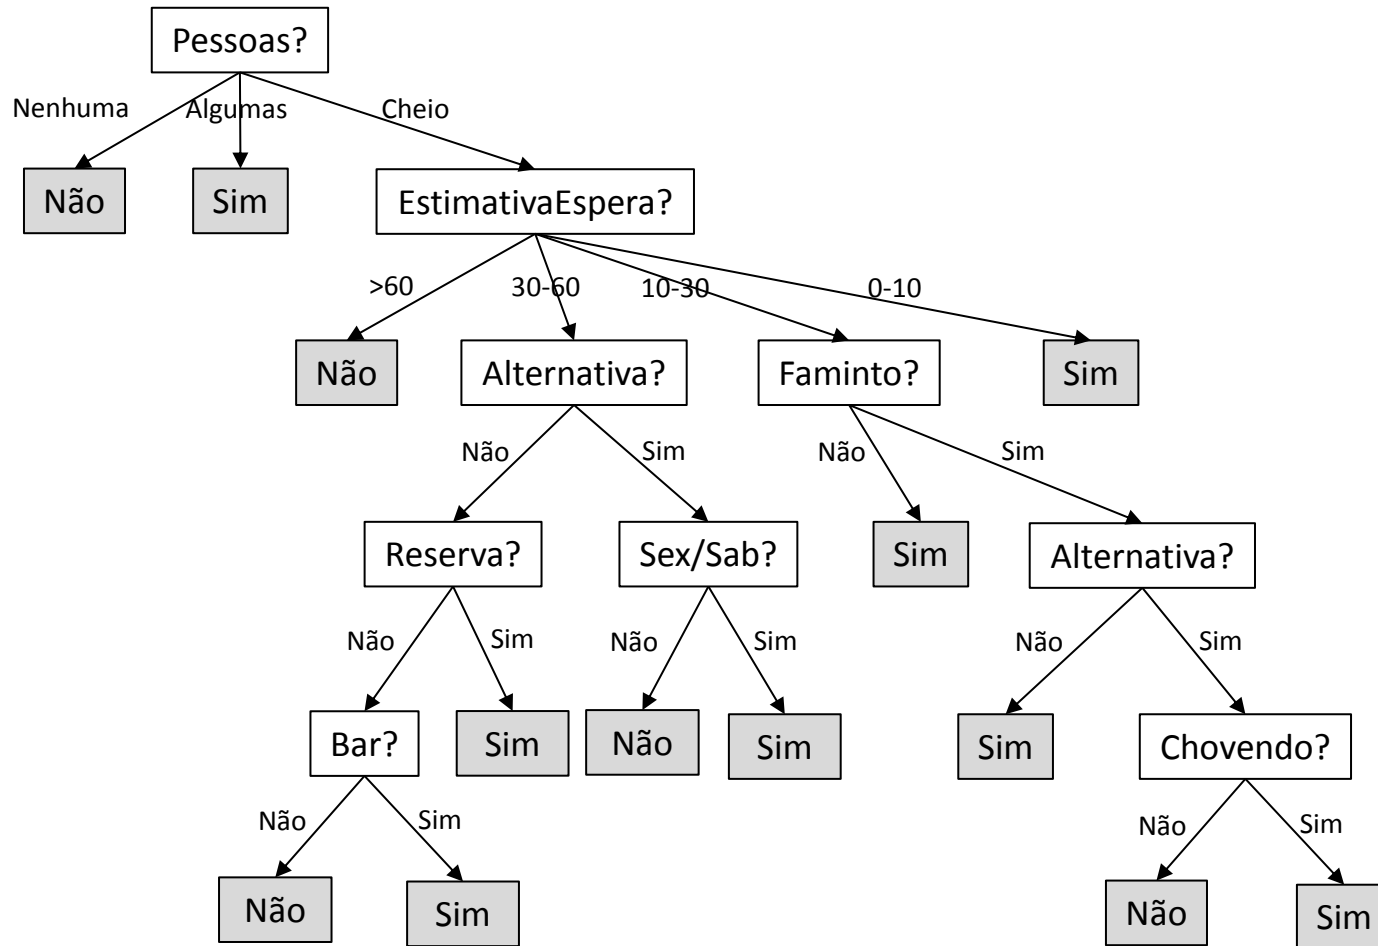 Pessoas?
Nenhuma
Algumas
Cheio
Não
Sim
EstimativaEspera?
>60
30-60
10-30
0-10
Não
Alternativa?
Faminto?
Sim
Não
Sim
Não
Sim
Reserva?
Sex/Sab?
Sim
Alternativa?
Não
Sim
Não
Sim
Não
Sim
Bar?
Sim
Não
Sim
Sim
Chovendo?
Não
Sim
Não
Sim
Não
Sim
Não
Sim